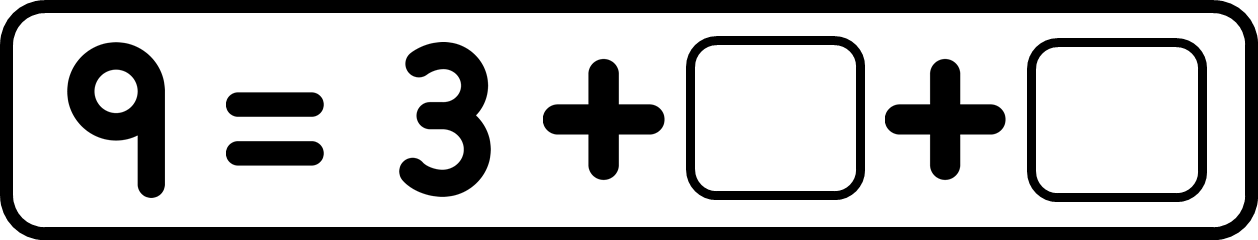 9 = 3 + +